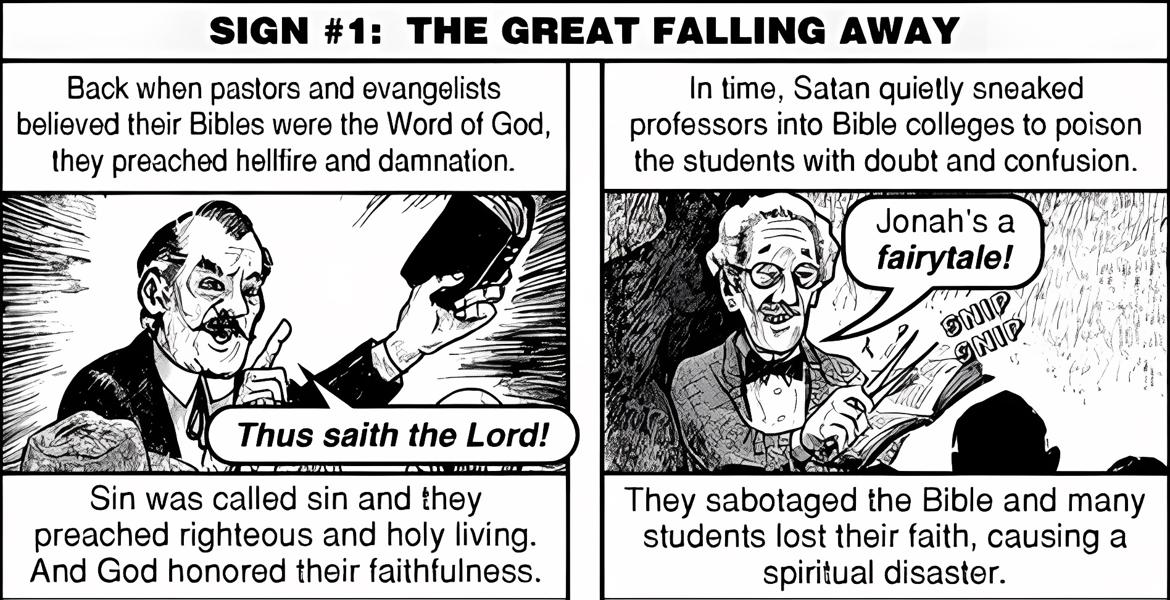 SIGN #1: THE GREAT FALLING AWAY
Back when pastors and evangelists
believed their Bibles were the Word of God,
they preached hellfire and damnation.
Thus saith the Lord!
Sin was called sin and they
preached righteous and holy living.
And God honored their faithfulness.
In time, Satan quietly sneaked
professors into Bible colleges to poison
the students with doubt and confusion.
Jonah's a
fairytale!
SNIP
SNIP
They sabotaged the Bible and many
students lost their faith, causing a
spiritual disaster.